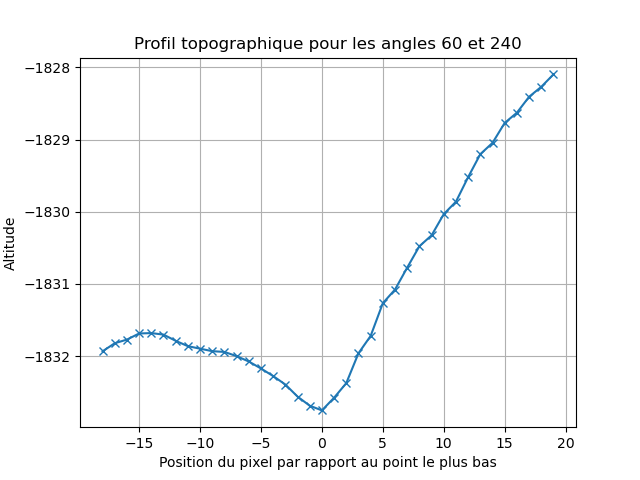 Profil topographique pour les angles 60 et 240
−1828
−1829
−1830
−1831
−1832
Altitude
−15 −10 −5 0 5 10 15 20
Position du pixel par rapport au point le plus bas